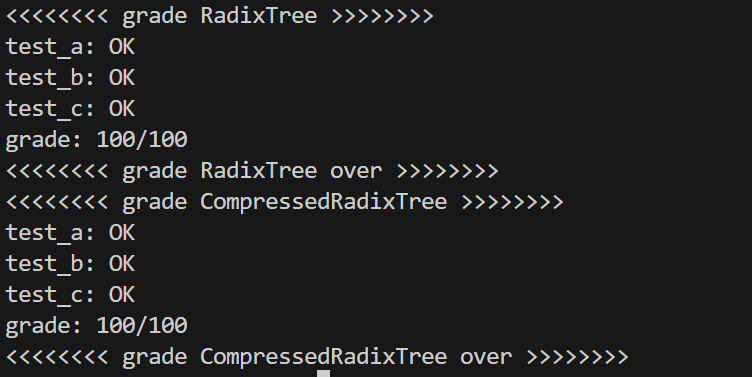 <<<<<<<< grade RadixTree >>>>>>>>
test_a: OK
test_b: OK
test_c: OK
grade: 100/100
<<<<<<<< grade RadixTree over >>>>>>>>
<<<<<<<< grade CompressedRadixTree >>>>>>>>
test_a: OK
test_b: OK
test_c: OK
grade: 100/100
<<<<<<<< grade CompressedRadixTree over >>>>>>>>